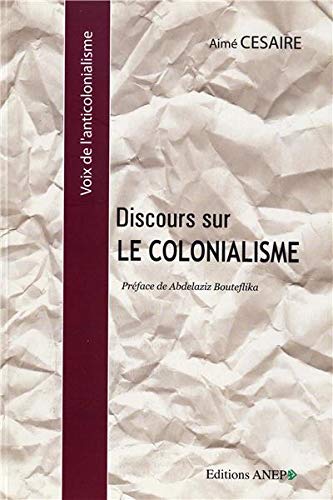 Aimé CESAIRE
Voix de l'anticolonialisme
Discours sur
LE COLONIALISME
Préface de Abdelaziz Bouteflika
Editions ANEP